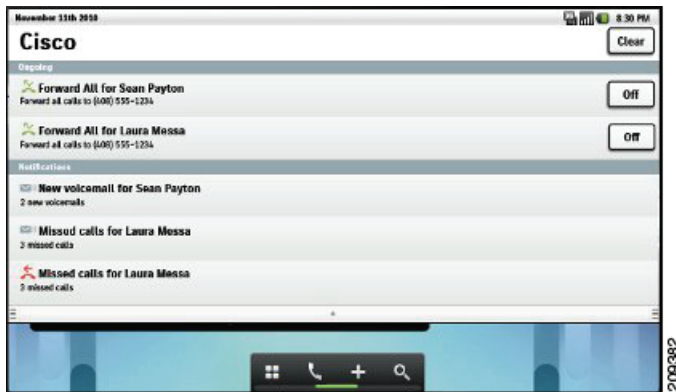 November 11th 2010
8:30 PM
Cisco
Clear
Ongoing
Forward All for Sean Payton
Forward all calls to (408) 555-1234
Off
Forward All for Laura Messa
Forward all calls to (408) 555-1234
Off
Notifications
New voicemail for Sean Payton
2 new voicemails
Missud calls for Laura Messa
3 missed calls
Missed calls for Laura Messa
3 missed calls
209382